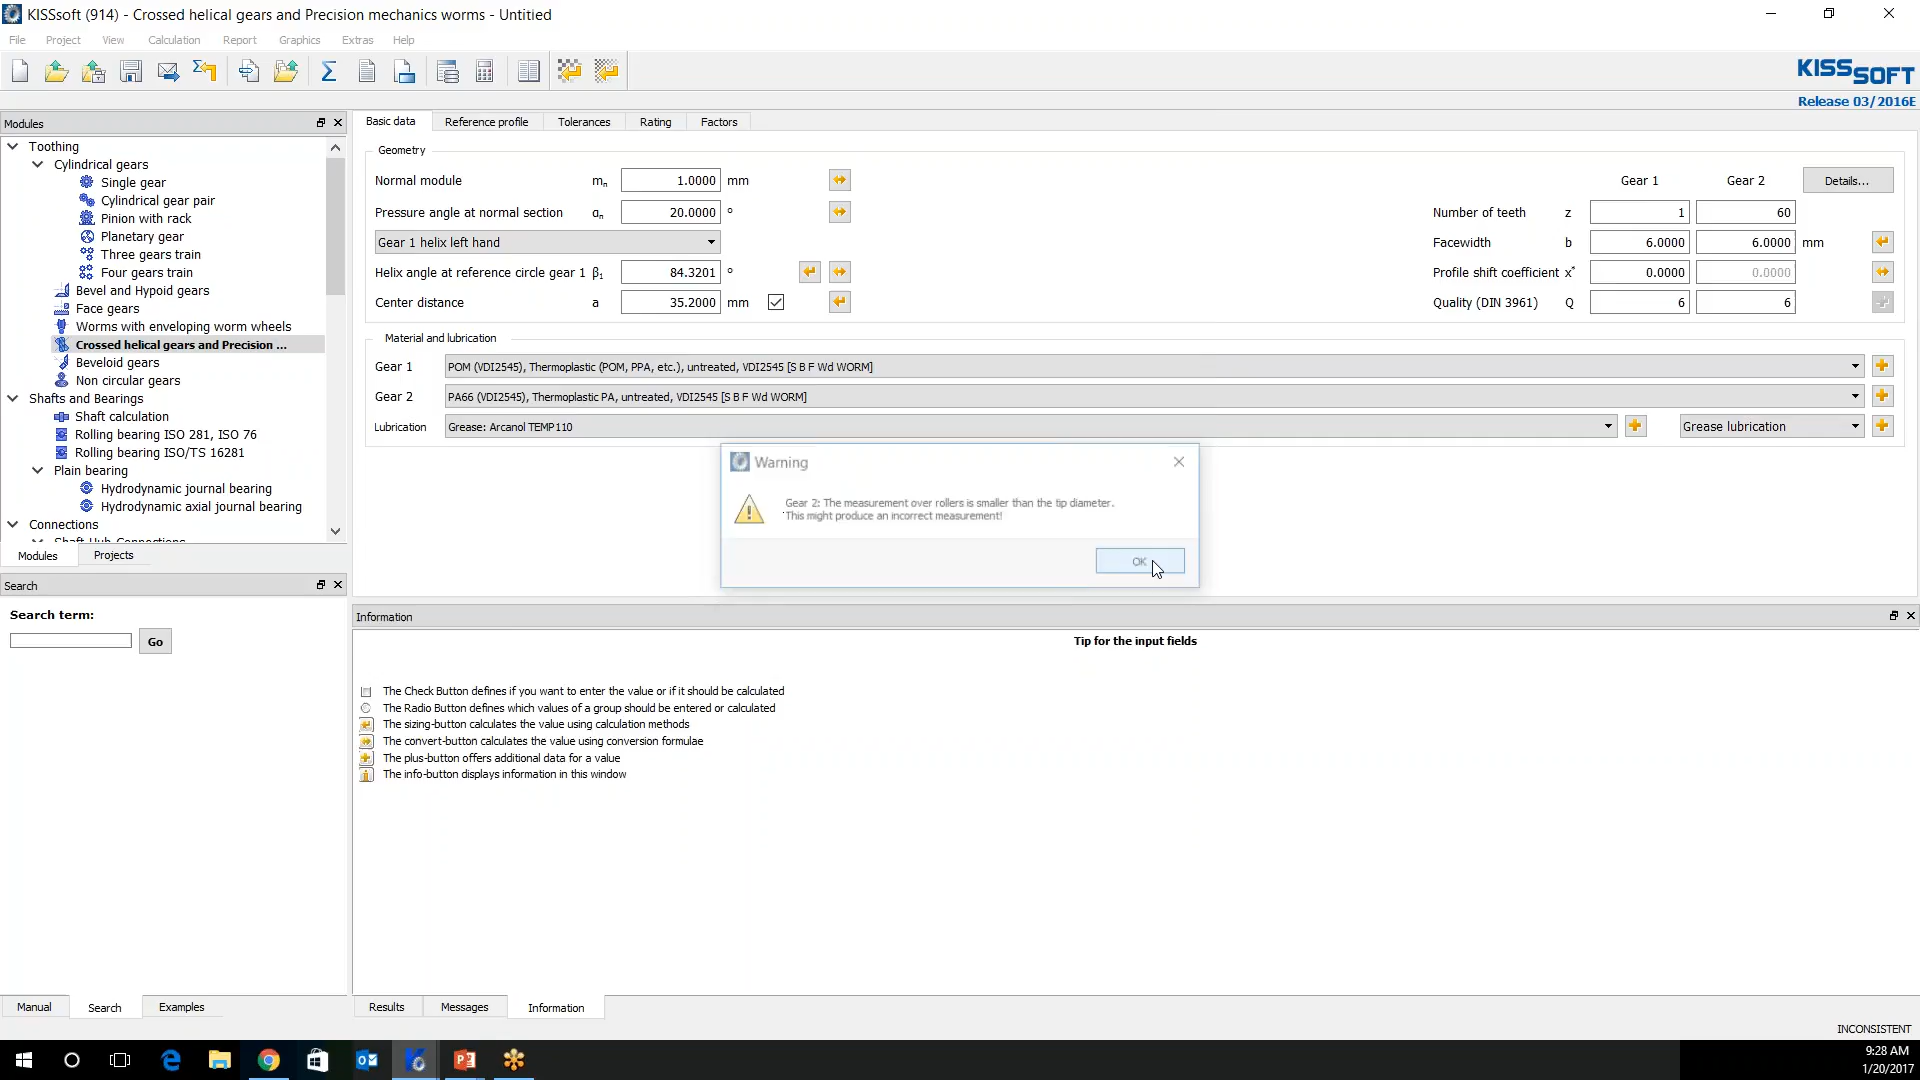 KISSsoft (914) - Crossed helical gears and Precision mechanics worms - Untitled
File Project View Calculation Report Graphics Extras Help
KISSSOFT
Release 03/2016E
Modules
Toothing
Cylindrical gears
Single gear
Cylindrical gear pair
Pinion with rack
Planetary gear
Three gears train
Four gears train
Bevel and Hypoid gears
Face gears
Worms with enveloping worm wheels
Crossed helical gears and Precision ...
Beveloid gears
Non circular gears
Shafts and Bearings
Shaft calculation
Rolling bearing ISO 281, ISO 76
Rolling bearing ISO/TS 16281
Plain bearing
Hydrodynamic journal bearing
Hydrodynamic axial journal bearing
Connections
Shaft-Hub-Connections
Modules Projects
Search
Search term:
Go
Manual Search Examples
Basic data Reference profile Tolerances Rating Factors
Geometry
Normal module mn 1.0000 mm
Pressure angle at normal section αn 20.0000 °
Gear 1 helix left hand
Helix angle at reference circle gear 1 β1 84.3201 °
Center distance a 35.2000 mm
Gear 1 Gear 2 Details...
Number of teeth z 1 60
Facewidth b 6.0000 6.0000 mm
Profile shift coefficient x* 0.0000 0.0000
Quality (DIN 3961) Q 6 6
Material and lubrication
Gear 1 POM (VDI2545), Thermoplastic (POM, PPA, etc.), untreated, VDI2545 [S B F Wd WORM]
Gear 2 PA66 (VDI2545), Thermoplastic PA, untreated, VDI2545 [S B F Wd WORM]
Lubrication Grease: Arcanol TEMP110 Grease lubrication
Warning
Gear 2: The measurement over rollers is smaller than the tip diameter.
This might produce an incorrect measurement!
OK
Information
Tip for the input fields
The Check Button defines if you want to enter the value or if it should be calculated
The Radio Button defines which values of a group should be entered or calculated
The sizing-button calculates the value using calculation methods
The convert-button calculates the value using conversion formulae
The plus-button offers additional data for a value
The info-button displays information in this window
Results Messages Information
INCONSISTENT
9:28 AM
1/20/2017